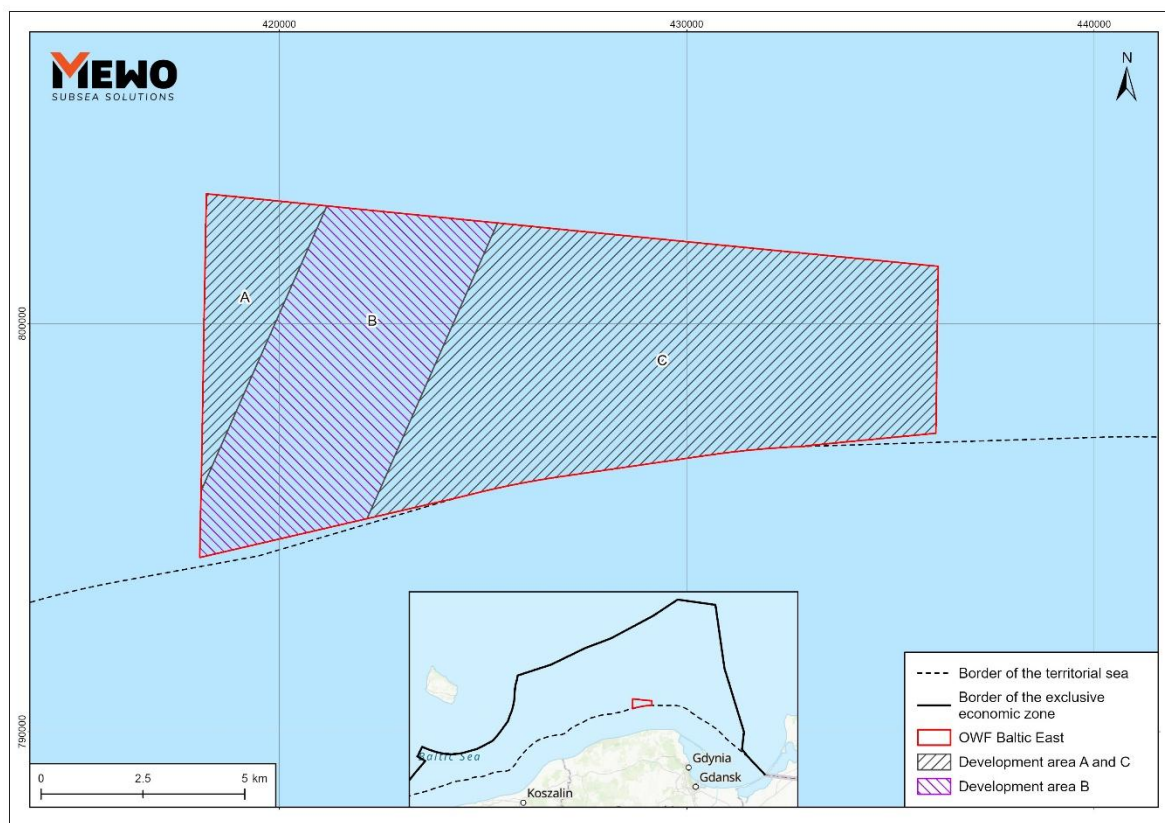 420000
430000
440000
MEWO
SUBSEA SOLUTIONS
N
A
800000
B
C
790000
Baltic Sea
Gdynia
Gdansk
Koszalin
0 2.5 5 km
Border of the territorial sea
Border of the exclusive
economic zone
OWF Baltic East
Development area A and C
Development area B